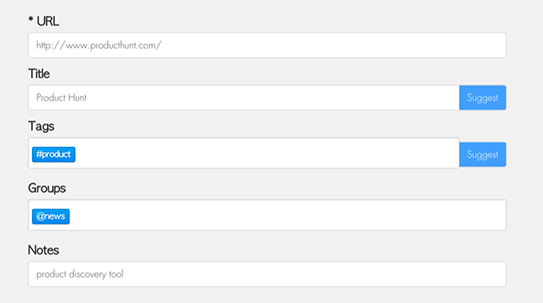 * URL
http://www.producthunt.com/
Title
Product Hunt
Suggest
Tags
#product
Suggest
Groups
@news
Notes
product discovery tool